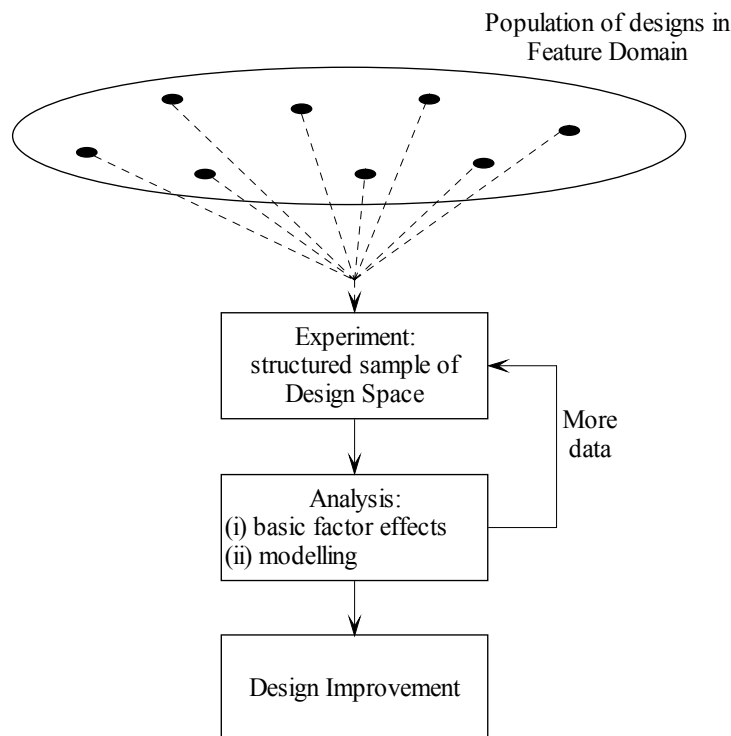 Population of designs in
Feature Domain
Experiment:
structured sample of
Design Space
More
data
Analysis:
(i) basic factor effects
(ii) modelling
Design Improvement